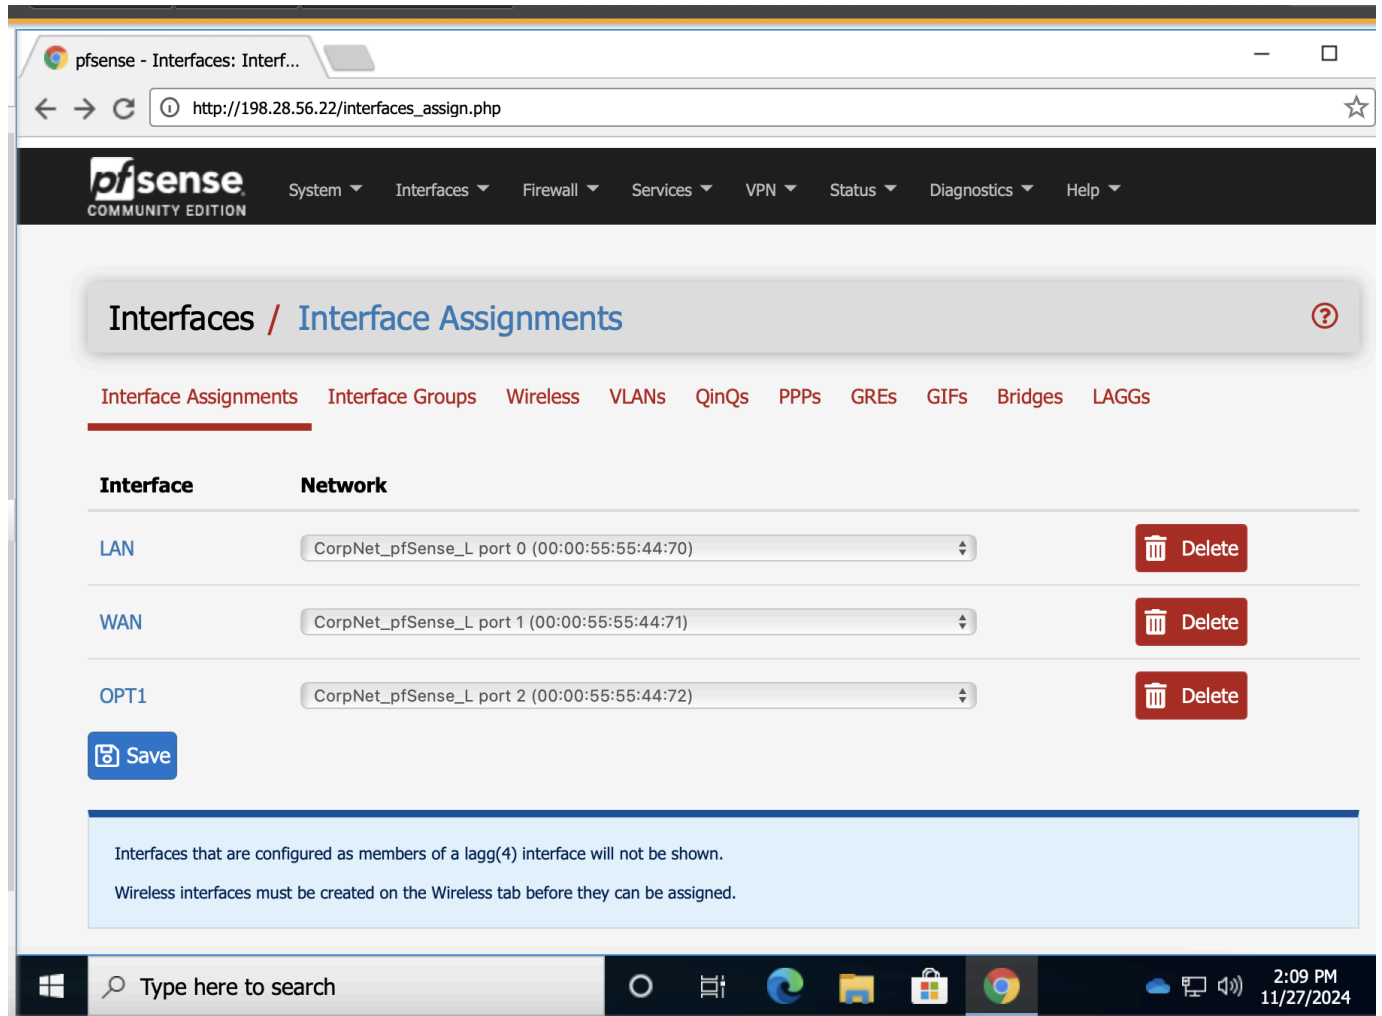 pfsense - Interfaces: Interf...
http://198.28.56.22/interfaces_assign.php
pfsense
COMMUNITY EDITION
System Interfaces Firewall Services VPN Status Diagnostics Help
Interfaces / Interface Assignments
Interface Assignments Interface Groups Wireless VLANs QinQs PPPs GREs GIFs Bridges LAGGs
Interface Network
LAN CorpNet_pfSense_L port 0 (00:00:55:55:44:70) Delete
WAN CorpNet_pfSense_L port 1 (00:00:55:55:44:71) Delete
OPT1 CorpNet_pfSense_L port 2 (00:00:55:55:44:72) Delete
Save
Interfaces that are configured as members of a lagg(4) interface will not be shown.
Wireless interfaces must be created on the Wireless tab before they can be assigned.
Type here to search
2:09 PM
11/27/2024